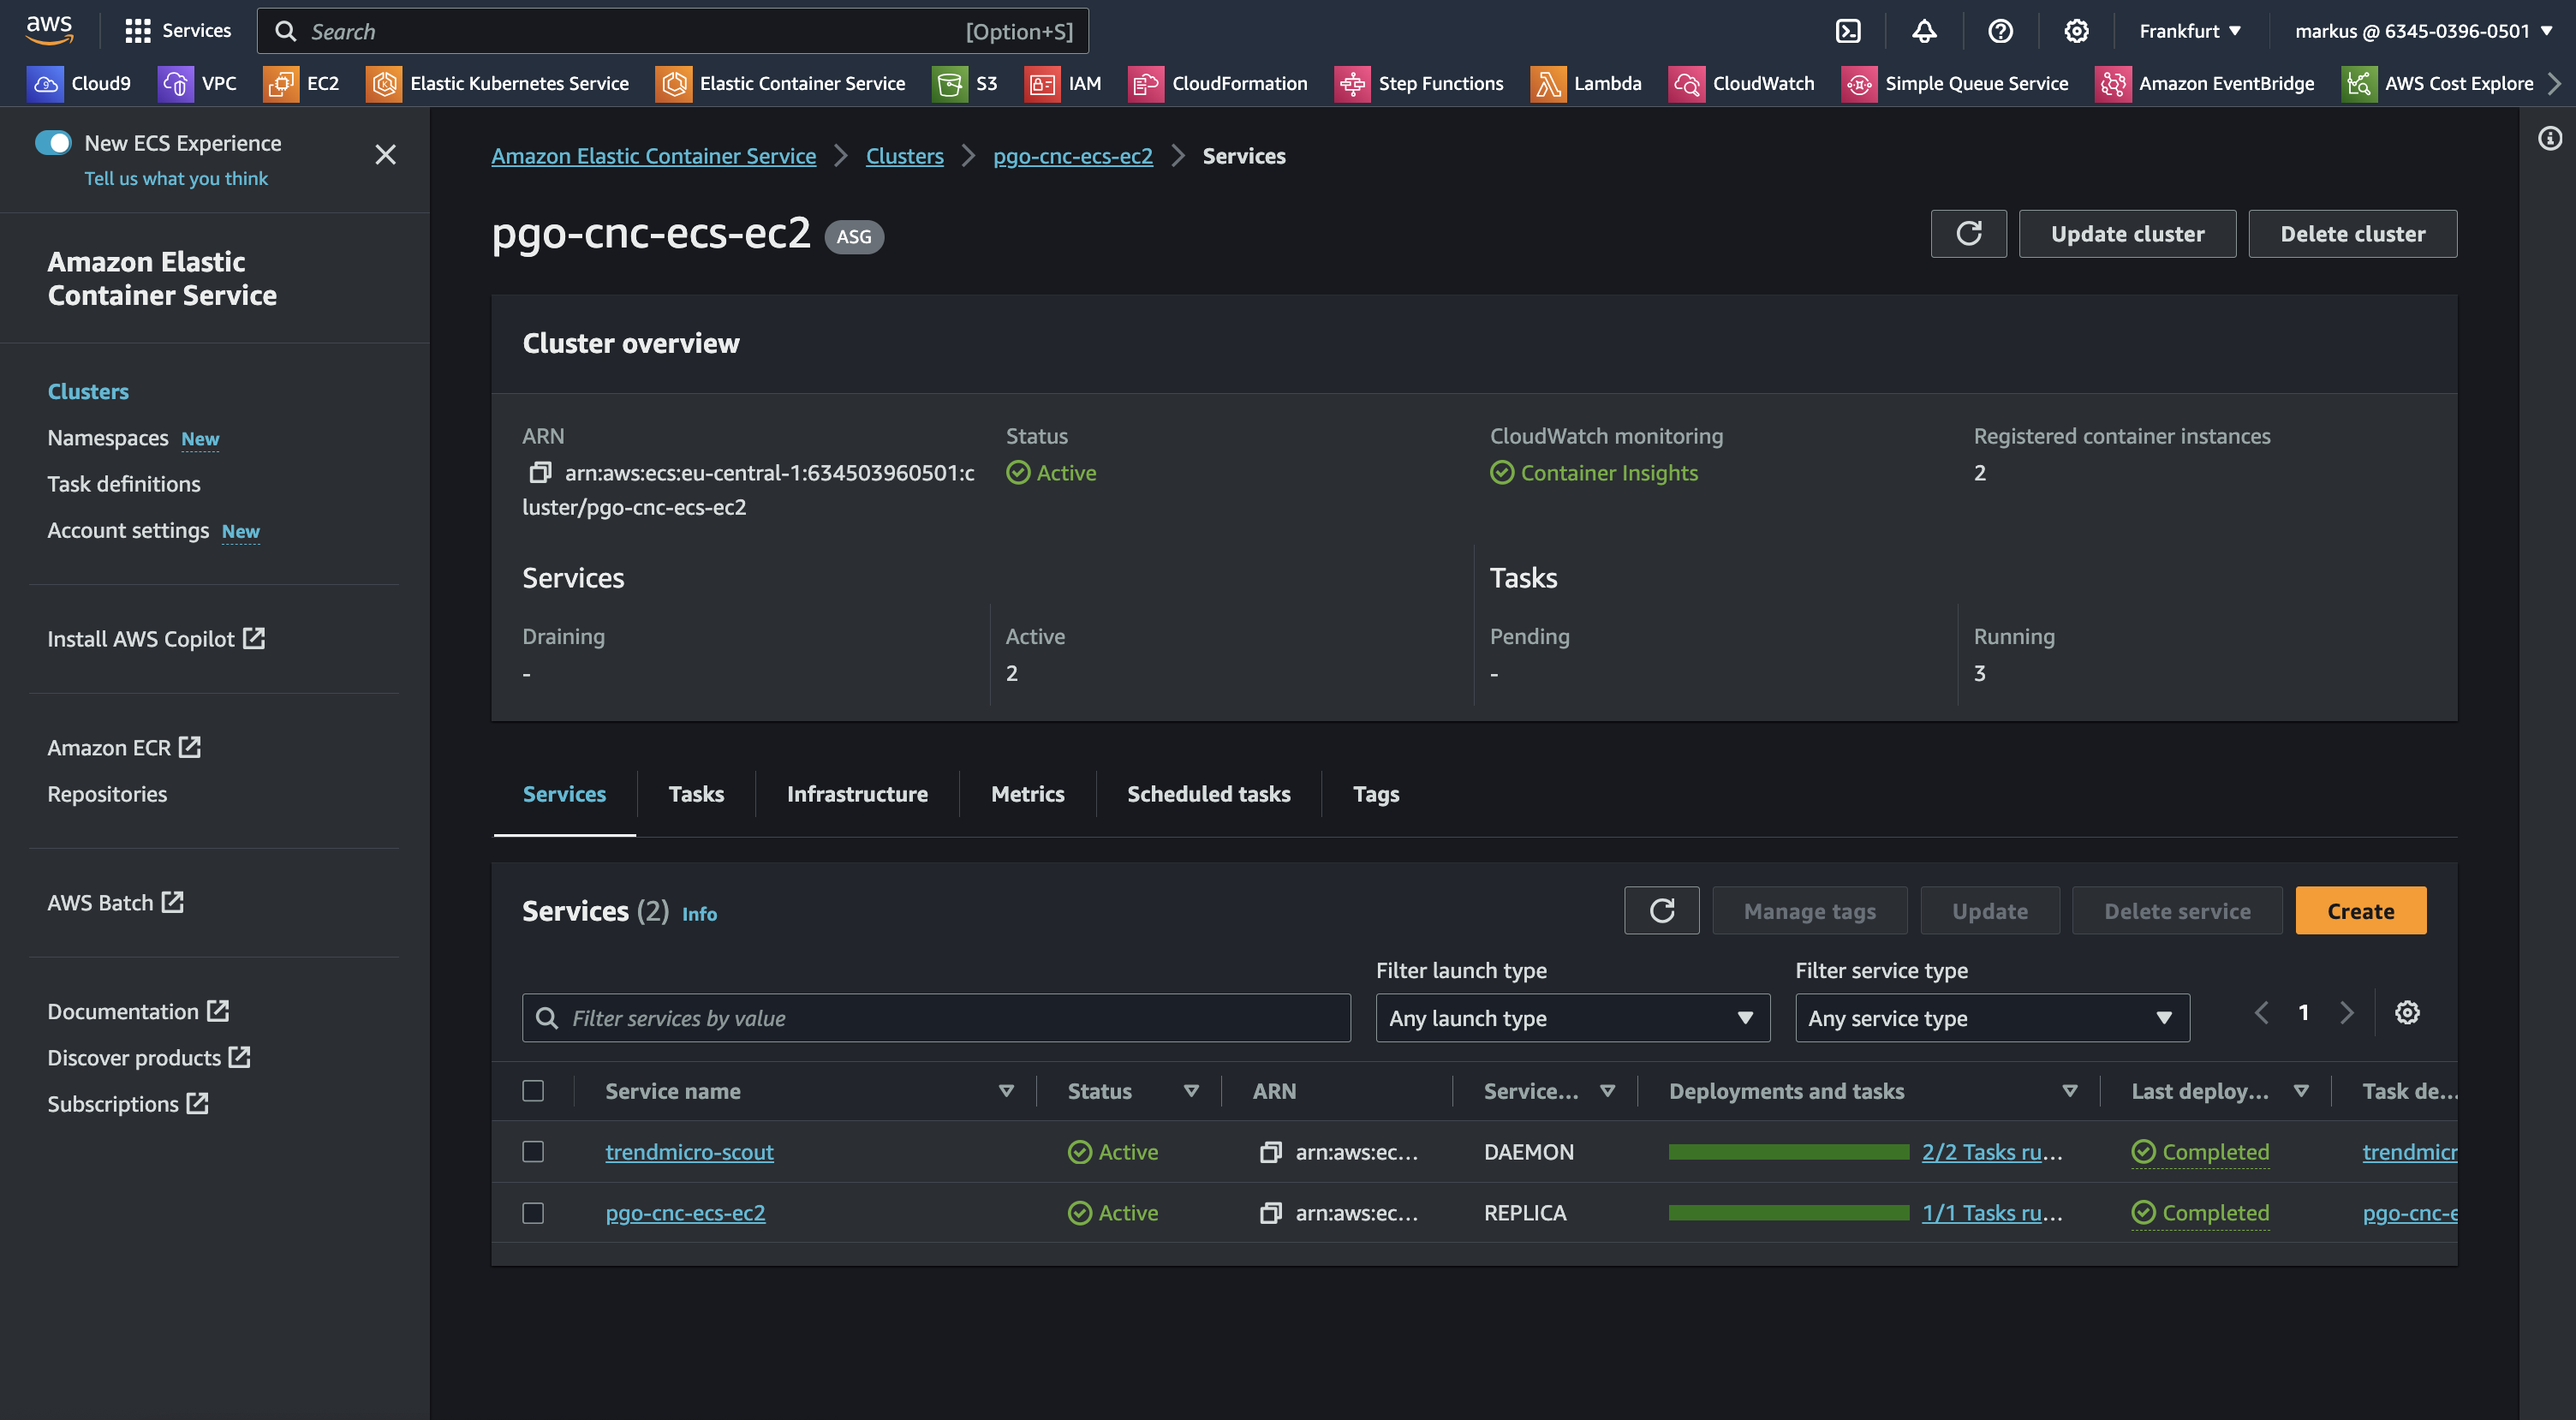 aws Services Search [Option+S] Frankfurt markus @ 6345-0396-0501
Cloud9 VPC EC2 Elastic Kubernetes Service Elastic Container Service S3 IAM CloudFormation Step Functions Lambda CloudWatch Simple Queue Service Amazon EventBridge AWS Cost Explore
New ECS Experience
Tell us what you think
Amazon Elastic
Container Service
Clusters
Namespaces New
Task definitions
Account settings New
Install AWS Copilot
Amazon ECR
Repositories
AWS Batch
Documentation
Discover products
Subscriptions
Amazon Elastic Container Service Clusters pgo-cnc-ecs-ec2 Services
pgo-cnc-ecs-ec2 ASG Update cluster Delete cluster
Cluster overview
ARN Status CloudWatch monitoring Registered container instances
arn:aws:ecs:eu-central-1:634503960501:c Active Container Insights 2
luster/pgo-cnc-ecs-ec2
Services Tasks
Draining Active Pending Running
- 2 - 3
Services Tasks Infrastructure Metrics Scheduled tasks Tags
Services (2) Info Manage tags Update Delete service Create
Filter launch type Filter service type
Filter services by value Any launch type Any service type 1
Service name Status ARN Service... Deployments and tasks Last deploy... Task de...
trendmicro-scout Active arn:aws:ec... DAEMON 2/2 Tasks ru... Completed trendmicr
pgo-cnc-ecs-ec2 Active arn:aws:ec... REPLICA 1/1 Tasks ru... Completed pgo-cnc-e